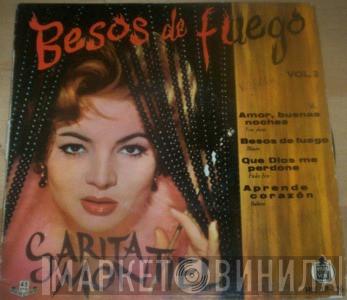 Besos de fuego
VOL. 2
Amor, buenas
noches
Besos de fuego
Que Dios me
perdone
Aprende
corazón
SARITA
МАРКЕТ ВИНИЛА
45